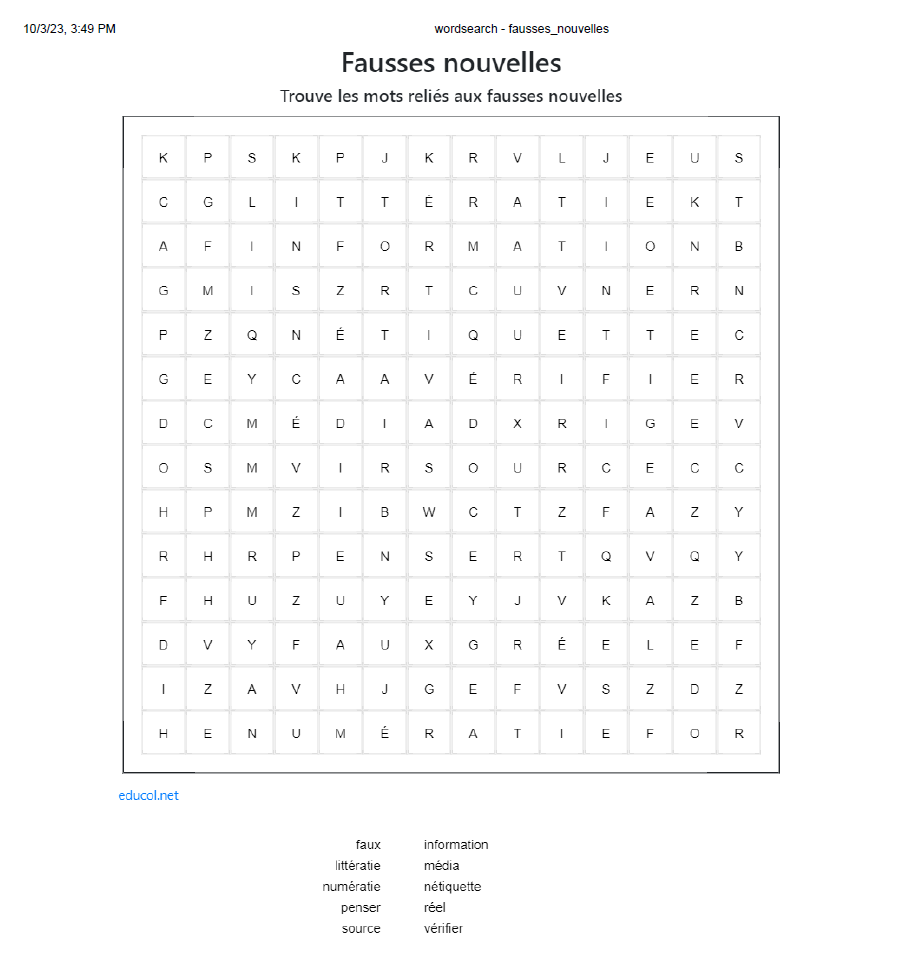 10/3/23, 3:49 PM wordsearch - fausses_nouvelles
Fausses nouvelles
Trouve les mots reliés aux fausses nouvelles
K P S K P J K R V L J E U S
C G L I T T É R A T I E K T
A F I N F O R M A T I O N B
G M I S Z R T C U V N E R N
P Z Q N É T I Q U E T T E C
G E Y C A A V É R I F I E R
D C M É D I A D X R I G E V
O S M V I R S O U R C E C C
H P M Z I B W C T Z F A Z Y
R H R P E N S E R T Q V Q Y
F H U Z U Y E Y J V K A Z B
D V Y F A U X G R É E L E F
I Z A V H J G E F V S Z D Z
H E N U M É R A T I E F O R
educol.net
faux information
littératie média
numératie nétiquette
penser réel
source vérifier